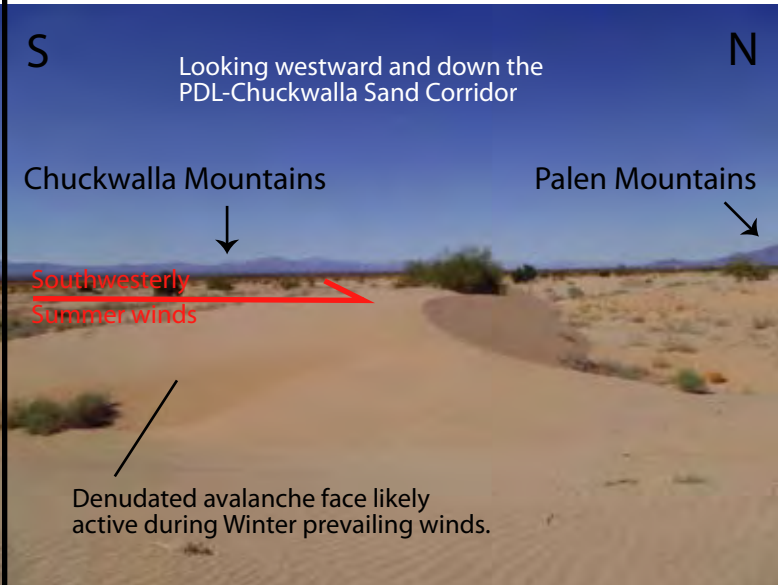 S
N
Looking westward and down the
PDL-Chuckwalla Sand Corridor
Chuckwalla Mountains
Palen Mountains
Southwesterly
Summer winds
Denudated avalanche face likely
active during Winter prevailing winds.